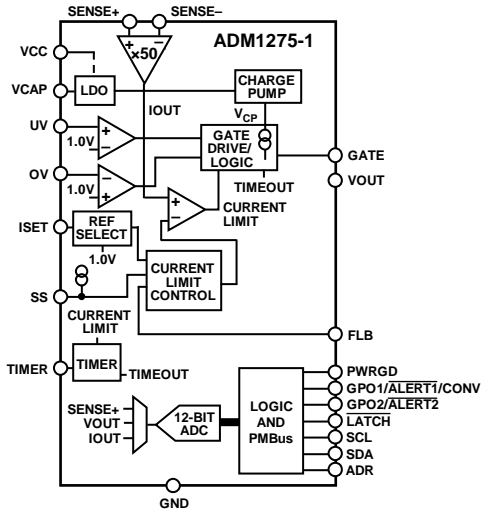 SENSE+ SENSE–
ADM1275-1
+ –
×50
VCC
VCAP
LDO
CHARGE
PUMP
IOUT
VCP
UV
+
1.0V –
GATE
DRIVE/
LOGIC
GATE
OV
–
1.0V +
TIMEOUT
VOUT
+
–
CURRENT
LIMIT
ISET
REF
SELECT
1.0V
CURRENT
LIMIT
CONTROL
SS
CURRENT
LIMIT
FLB
TIMER
TIMER
TIMEOUT
PWRGD
GPO1/ALERT1/CONV
GPO2/ALERT2
LATCH
SCL
SDA
ADR
SENSE+
VOUT
IOUT
12-BIT
ADC
LOGIC
AND
PMBus
GND